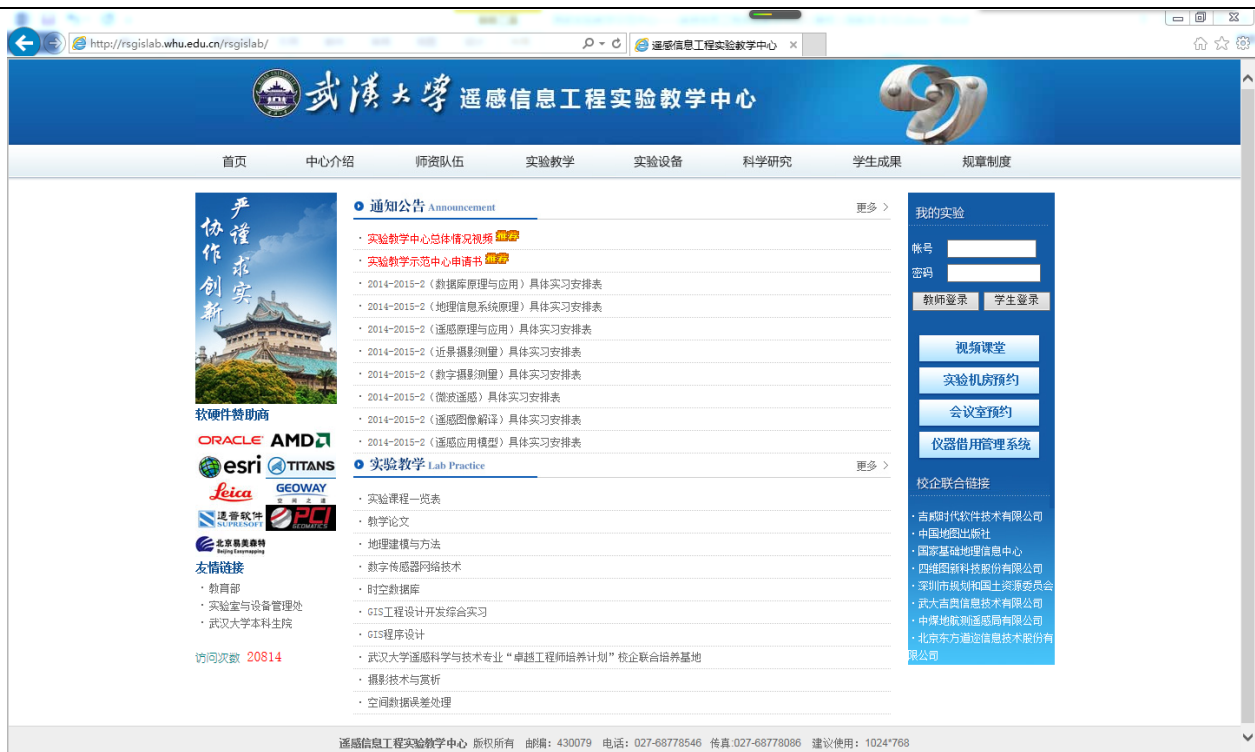 http://rsgislab.whu.edu.cn/rsgislab/
遥感信息工程实验教学中心
武漢大学 遥感信息工程实验教学中心
首页 中心介绍 师资队伍 实验教学 实验设备 科学研究 学生成果 规章制度
严谨求实
协作创新
软硬件赞助商
ORACLE AMD
esri TITANS
Leica GEOWAY
空间之道
适普软件 SUPRESOFT PCI GEOMATICS
北京易美森特
Beijing Easymapping
友情链接
· 教育部
· 实验室与设备管理处
· 武汉大学本科生院
访问次数 20814
通知公告 Announcement 更多 >
· 实验教学中心总体情况视频 推荐
· 实验教学示范中心申请书 推荐
· 2014-2015-2（数据库原理与应用）具体实习安排表
· 2014-2015-2（地理信息系统原理）具体实习安排表
· 2014-2015-2（遥感原理与应用）具体实习安排表
· 2014-2015-2（近景摄影测量）具体实习安排表
· 2014-2015-2（数字摄影测量）具体实习安排表
· 2014-2015-2（微波遥感）具体实习安排表
· 2014-2015-2（遥感图像解译）具体实习安排表
· 2014-2015-2（遥感应用模型）具体实习安排表
实验教学 Lab Practice 更多 >
· 实验课程一览表
· 教学论文
· 地理建模与方法
· 数字传感器网络技术
· 时空数据库
· GIS工程设计开发综合实习
· GIS程序设计
· 武汉大学遥感科学与技术专业“卓越工程师培养计划”校企联合培养基地
· 摄影技术与赏析
· 空间数据误差处理
我的实验
帐号
密码
教师登录 学生登录
视频课堂
实验机房预约
会议室预约
仪器借用管理系统
校企联合链接
· 吉威时代软件技术有限公司
· 中国地图出版社
· 国家基础地理信息中心
· 四维图新科技股份有限公司
· 深圳市规划和国土资源委员会
· 武大吉奥信息技术有限公司
· 中煤地航测遥感局有限公司
· 北京东方道迩信息技术股份有
限公司
遥感信息工程实验教学中心 版权所有 邮编：430079 电话：027-68778546 传真:027-68778086 建议使用：1024*768